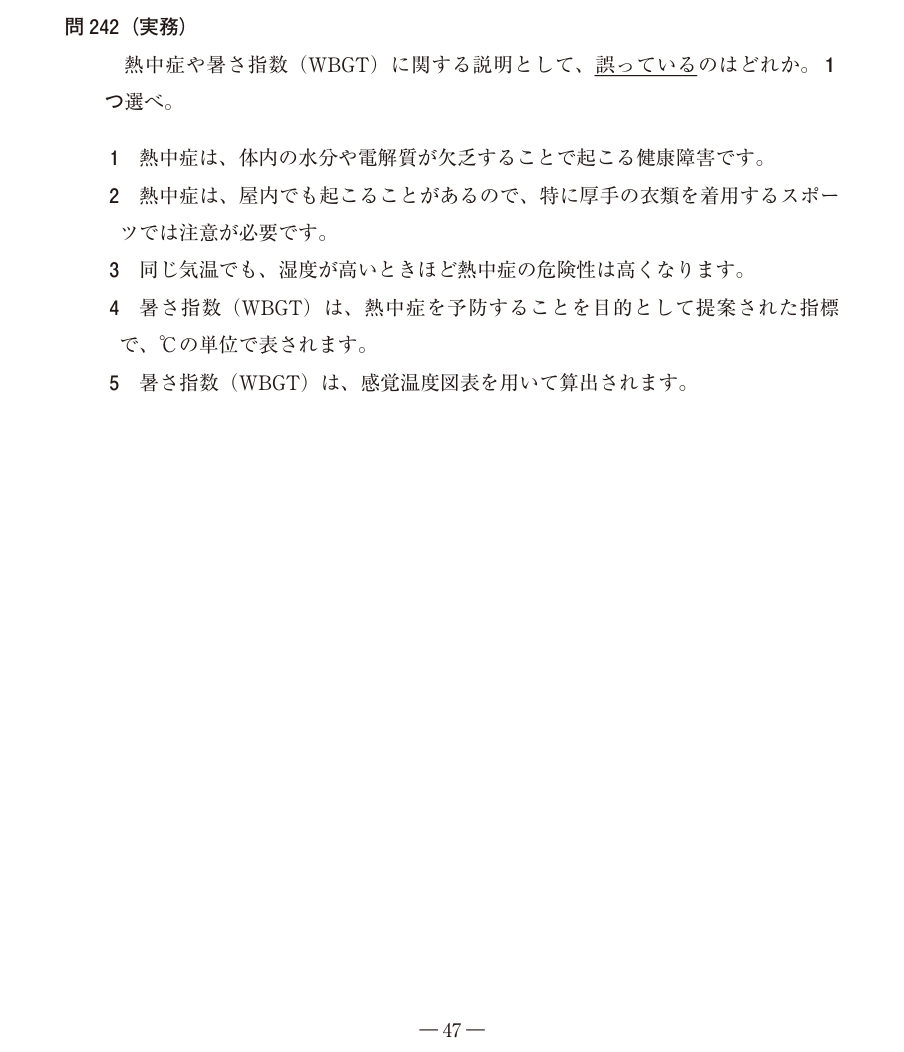 問 242（実務）
熱中症や暑さ指数（WBGT）に関する説明として、誤っているのはどれか。1
つ選べ。
1 熱中症は、体内の水分や電解質が欠乏することで起こる健康障害です。
2 熱中症は、屋内でも起こることがあるので、特に厚手の衣類を着用するスポー
ツでは注意が必要です。
3 同じ気温でも、湿度が高いときほど熱中症の危険性は高くなります。
4 暑さ指数（WBGT）は、熱中症を予防することを目的として提案された指標
で、℃の単位で表されます。
5 暑さ指数（WBGT）は、感覚温度図表を用いて算出されます。
— 47 —